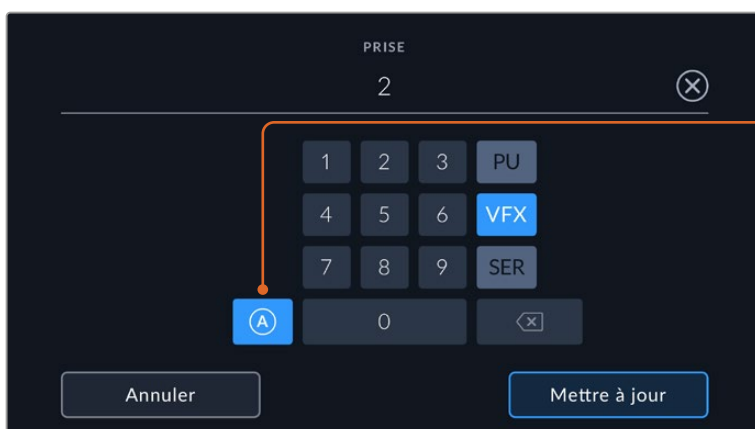 PRISE
2
1 2 3 PU
4 5 6 VFX
7 8 9 SER
A 0
Annuler Mettre à jour